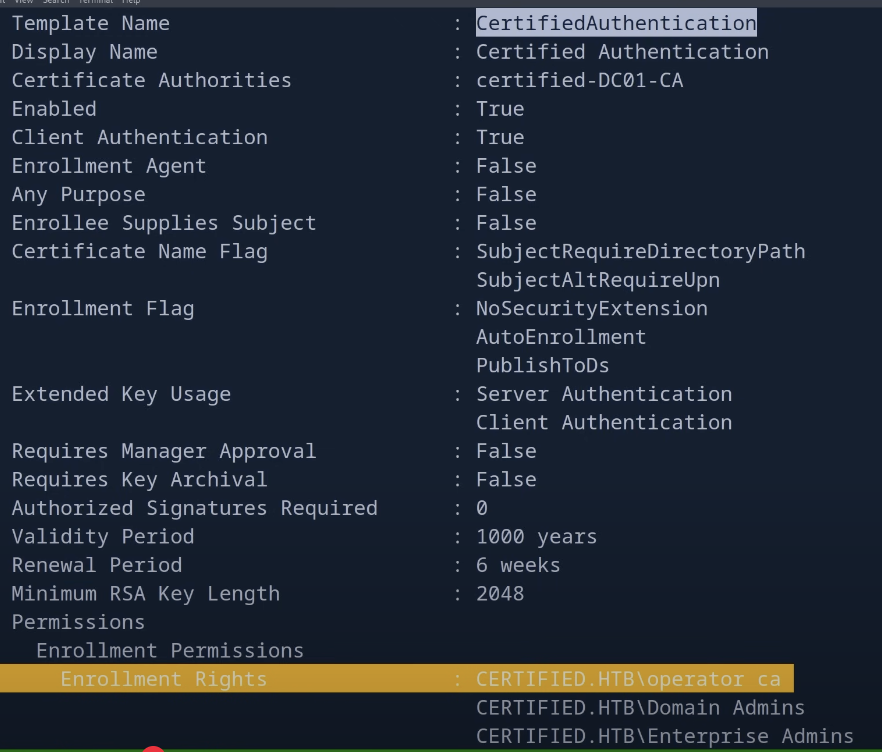 View Search Terminal Help
Template Name : CertifiedAuthentication
Display Name : Certified Authentication
Certificate Authorities : certified-DC01-CA
Enabled : True
Client Authentication : True
Enrollment Agent : False
Any Purpose : False
Enrollee Supplies Subject : False
Certificate Name Flag : SubjectRequireDirectoryPath
SubjectAltRequireUpn
Enrollment Flag : NoSecurityExtension
AutoEnrollment
PublishToDs
Extended Key Usage : Server Authentication
Client Authentication
Requires Manager Approval : False
Requires Key Archival : False
Authorized Signatures Required : 0
Validity Period : 1000 years
Renewal Period : 6 weeks
Minimum RSA Key Length : 2048
Permissions
Enrollment Permissions
Enrollment Rights : CERTIFIED.HTB\operator ca
CERTIFIED.HTB\Domain Admins
CERTIFIED.HTB\Enterprise Admins